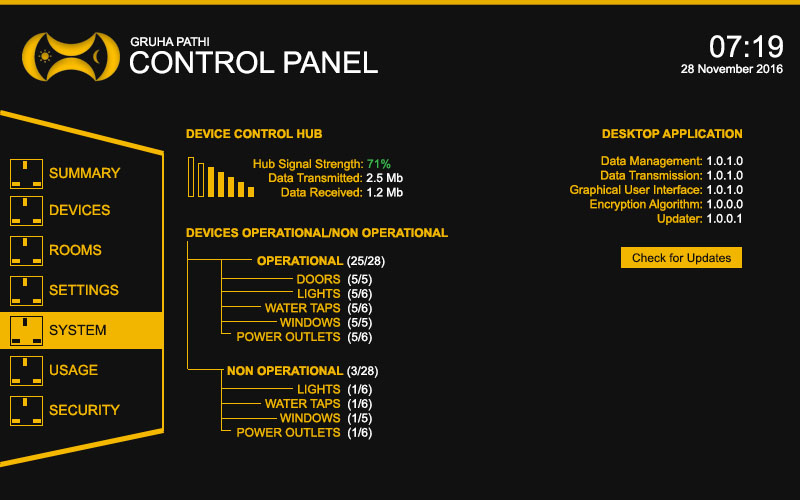 GRUHA PATHI
CONTROL PANEL
07:19
28 November 2016
SUMMARY
DEVICES
ROOMS
SETTINGS
SYSTEM
USAGE
SECURITY
DEVICE CONTROL HUB
Hub Signal Strength: 71%
Data Transmitted: 2.5 Mb
Data Received: 1.2 Mb
DEVICES OPERATIONAL/NON OPERATIONAL
OPERATIONAL (25/28)
DOORS (5/5)
LIGHTS (5/6)
WATER TAPS (5/6)
WINDOWS (5/5)
POWER OUTLETS (5/6)
NON OPERATIONAL (3/28)
LIGHTS (1/6)
WATER TAPS (1/6)
WINDOWS (1/5)
POWER OUTLETS (1/6)
DESKTOP APPLICATION
Data Management: 1.0.1.0
Data Transmission: 1.0.1.0
Graphical User Interface: 1.0.1.0
Encryption Algorithm: 1.0.0.0
Updater: 1.0.0.1
Check for Updates